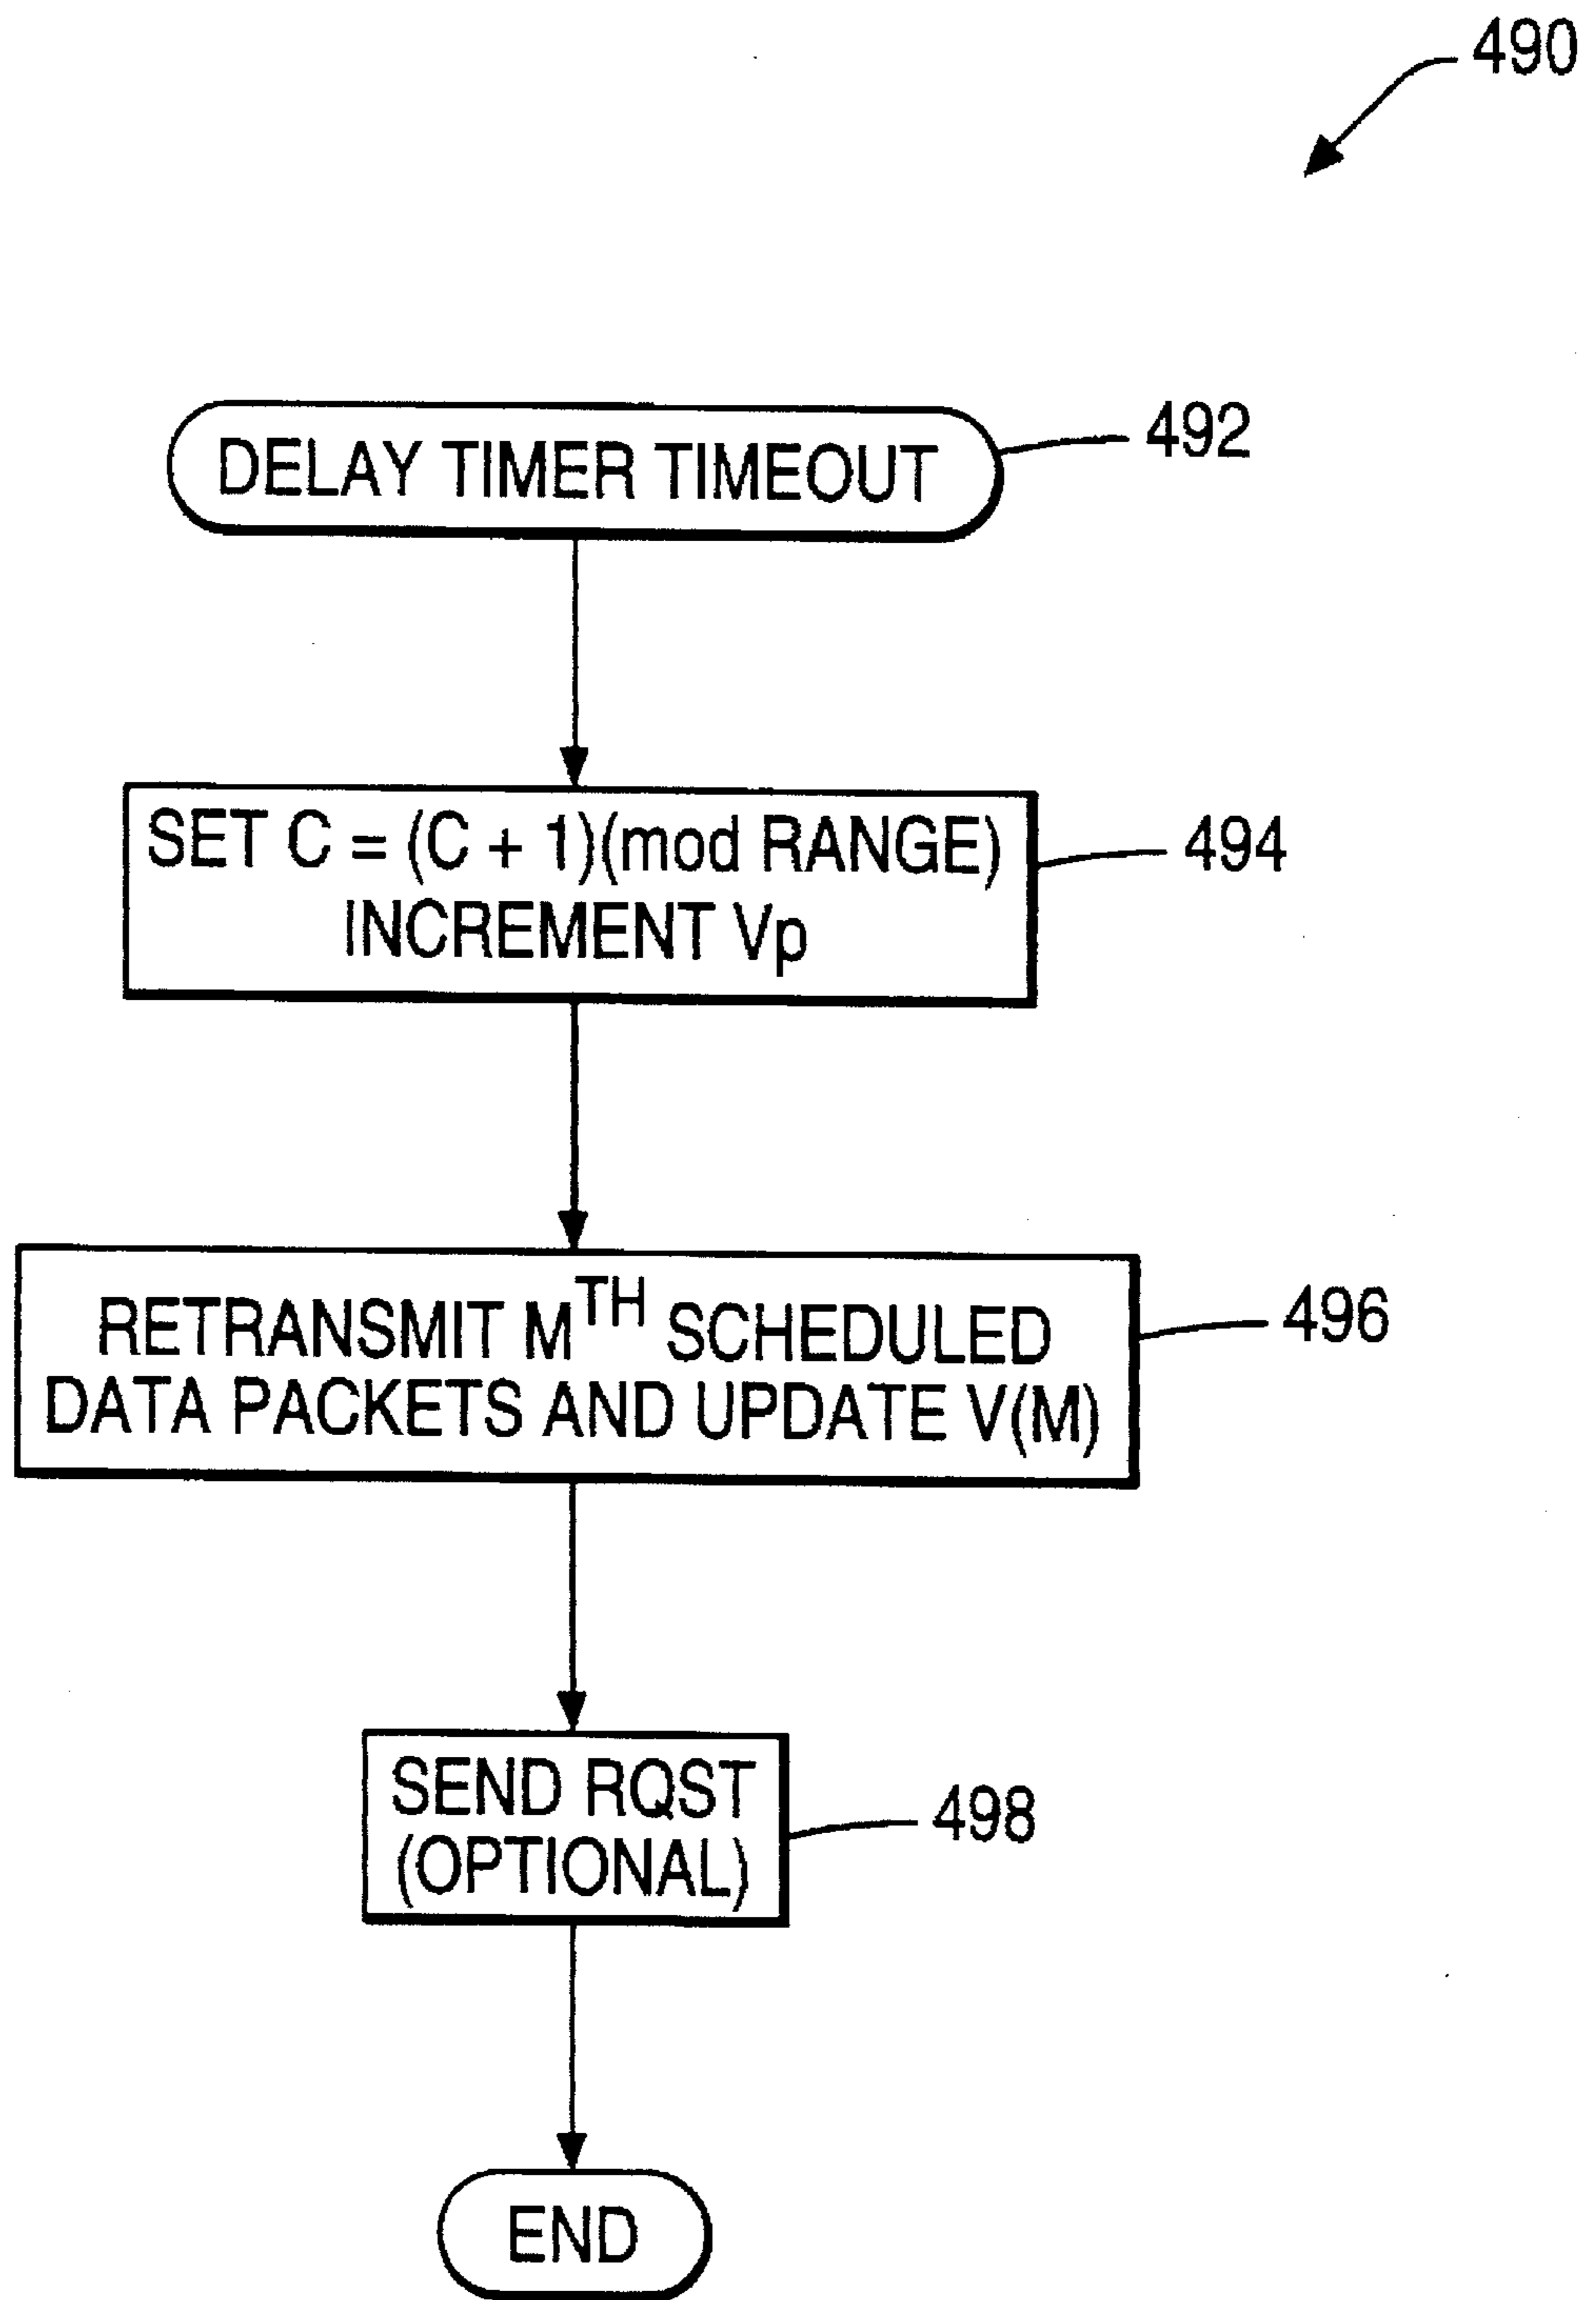 490
DELAY TIMER TIMEOUT
492
SET C = (C + 1)(mod RANGE)
INCREMENT Vp
494
RETRANSMIT Mᵀᴴ SCHEDULED
DATA PACKETS AND UPDATE V(M)
496
SEND RQST
(OPTIONAL)
498
END